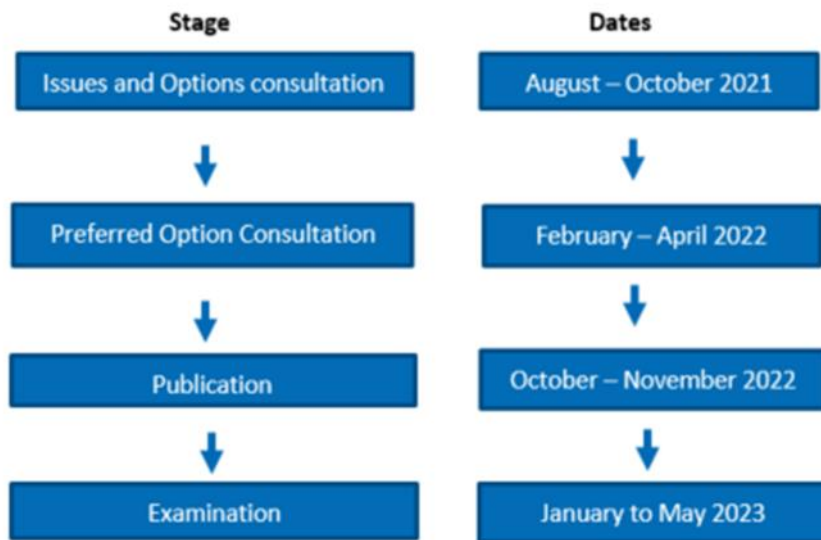 Stage
Dates
Issues and Options consultation
August – October 2021
Preferred Option Consultation
February – April 2022
Publication
October – November 2022
Examination
January to May 2023